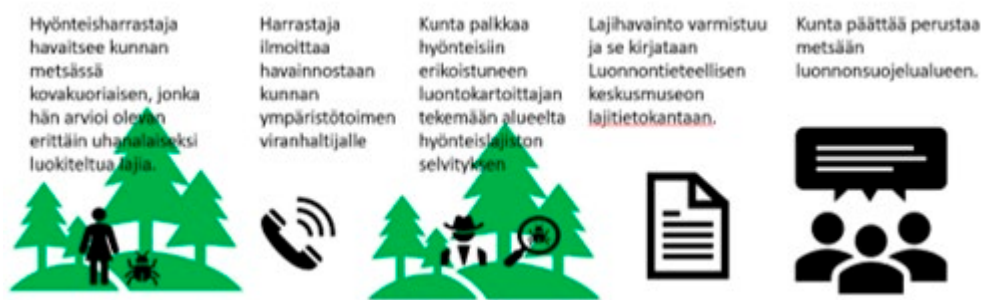 Hyönteisharrastaja
havaitsee kunnan
metsässä
kovakuoriaisen, jonka
hän arvioi olevan
erittäin uhanalaiseksi
luokiteltua lajia.
Harrastaja
ilmoittaa
havainnostaan
kunnan
ympäristötoimen
viranhaltijalle
Kunta palkkaa
hyönteisiin
erikoistuneen
luontokartoittajan
tekemään alueelta
hyönteislajiston
selvityksen
Lajihavainto varmistuu
ja se kirjataan
Luonnontieteellisen
keskusmuseon
lajitietokantaan.
Kunta päättää perustaa
metsään
luonnonsuojelualueen.